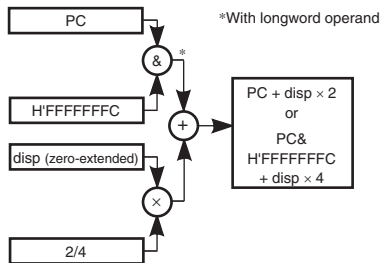 PC
*With longword operand
&
*
H'FFFFFFFC
+
PC + disp × 2
or
PC&
H'FFFFFFFC
+ disp × 4
disp (zero-extended)
×
2/4